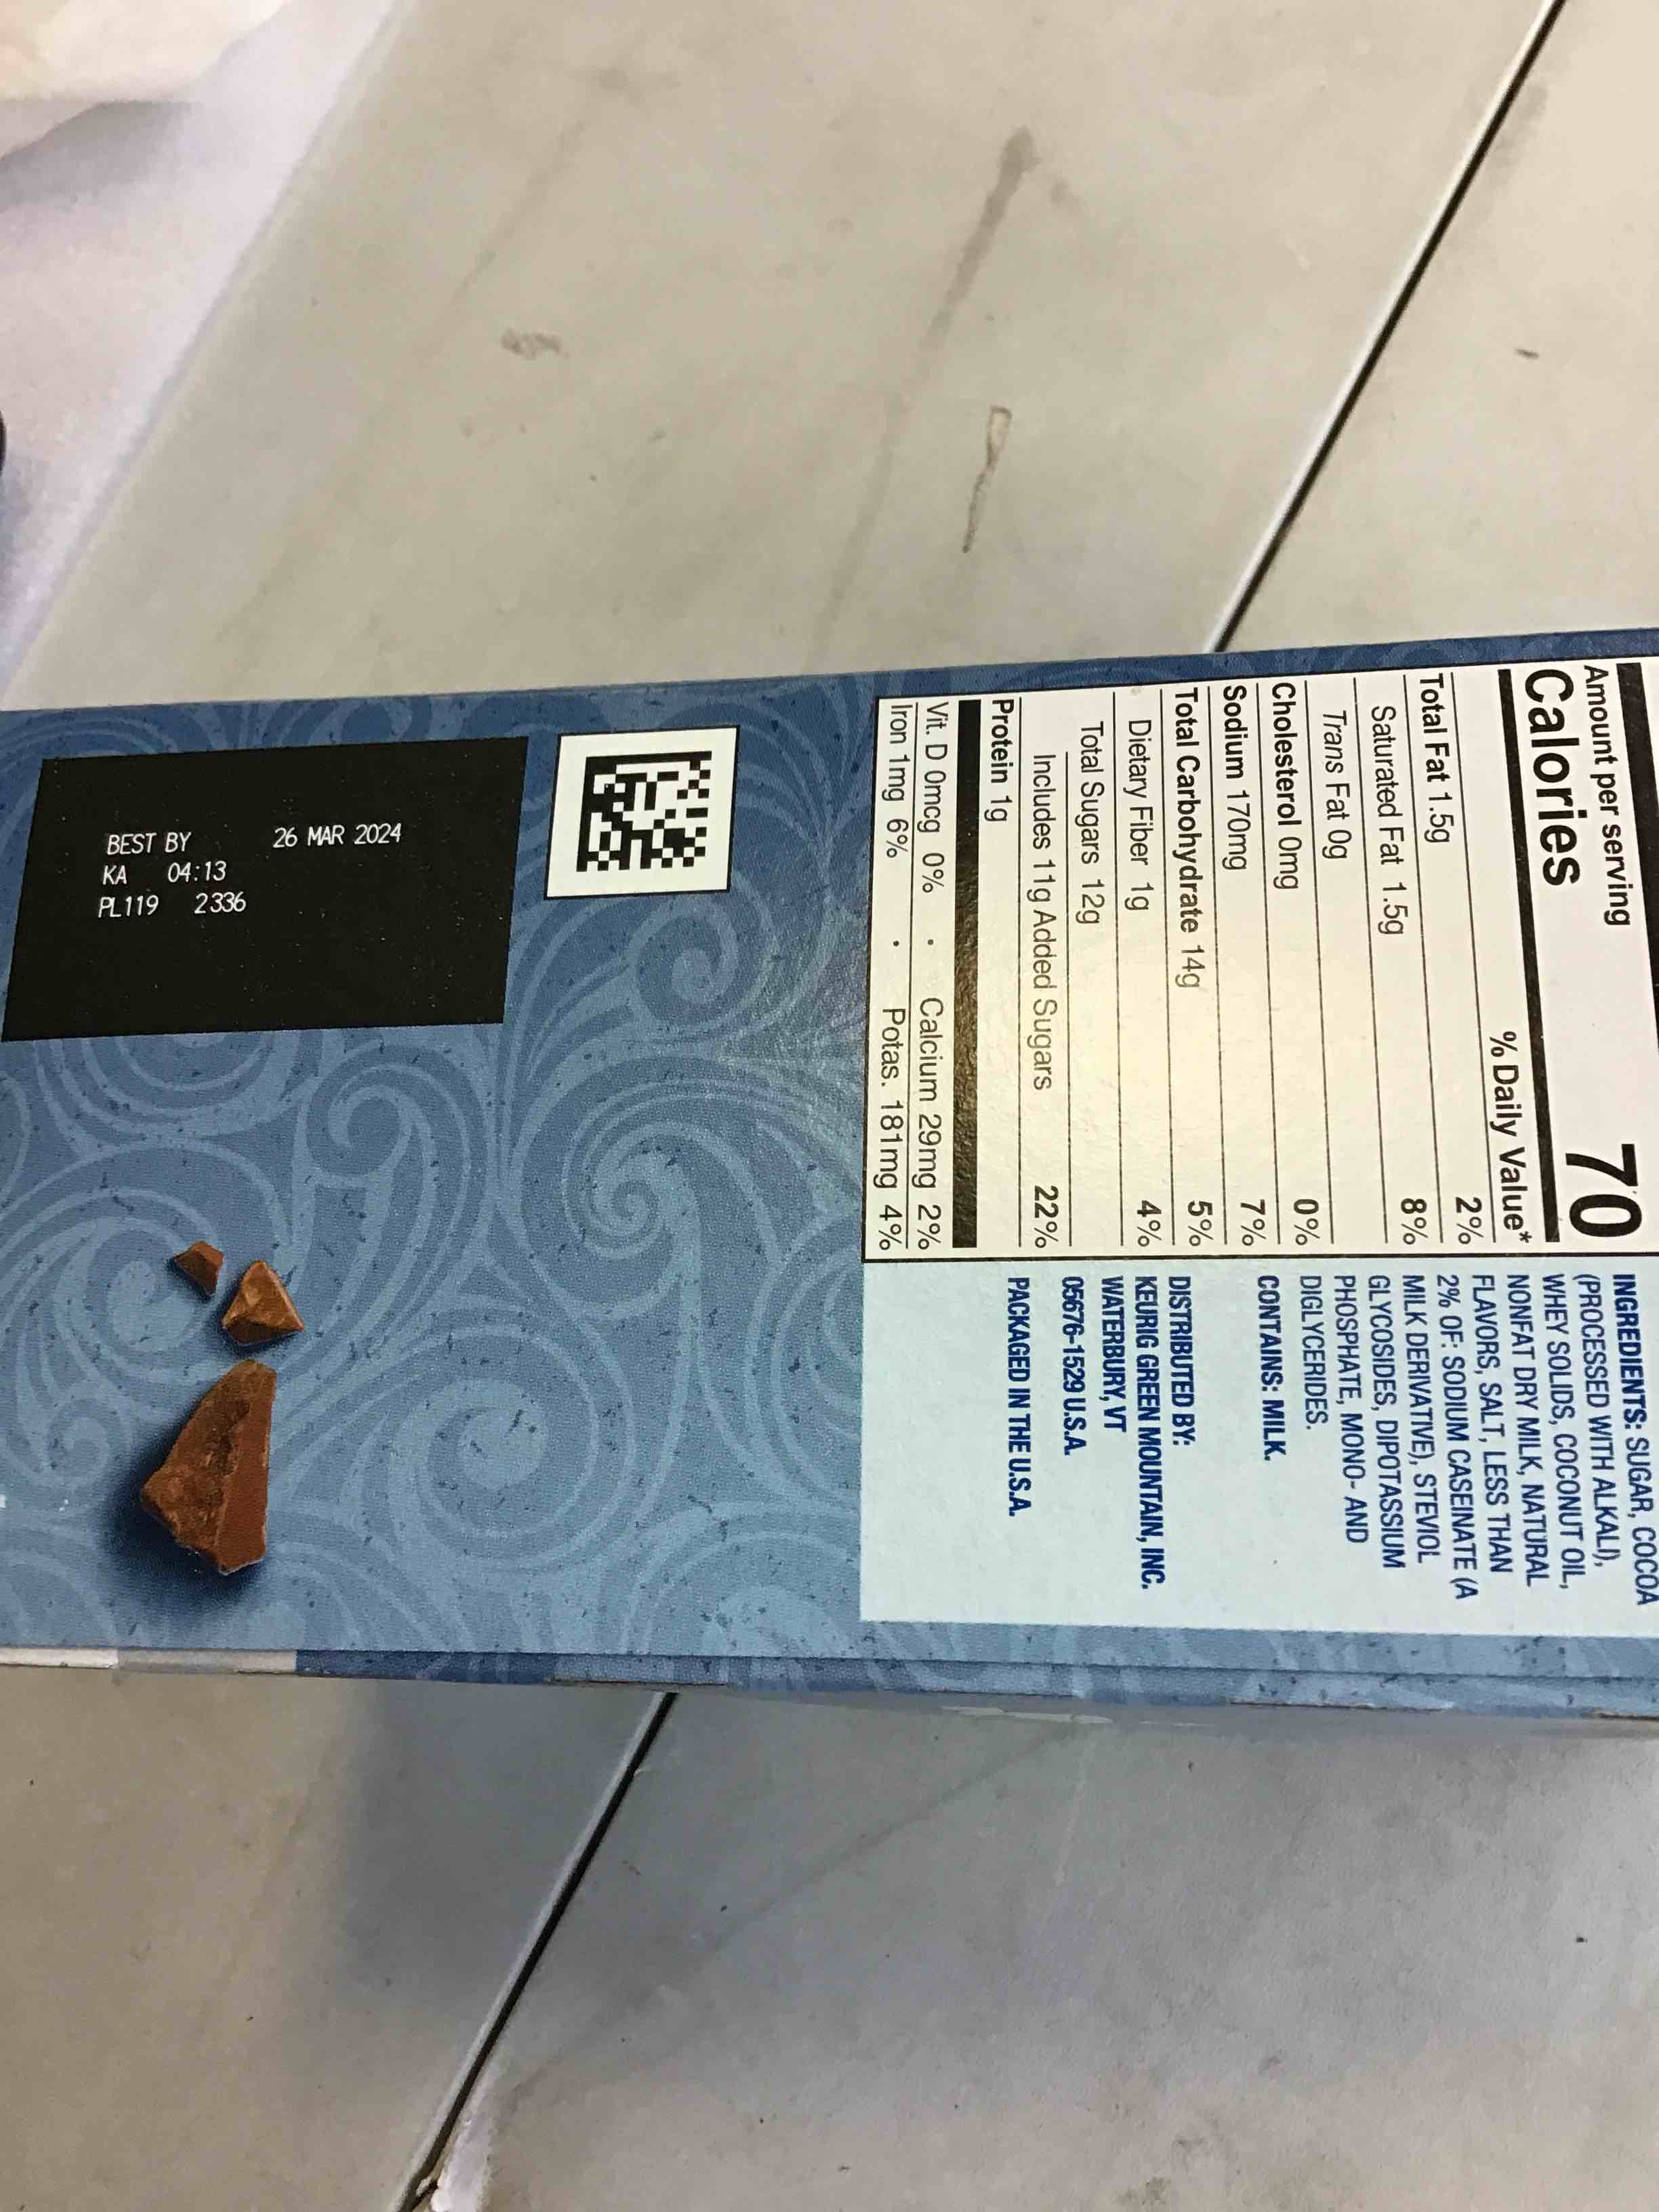 Amount per serving
Calories 70
% Daily Value*
Total Fat 1.5g 2%
Saturated Fat 1.5g 8%
Trans Fat 0g
Cholesterol 0mg 0%
Sodium 170mg 7%
Total Carbohydrate 14g 5%
Dietary Fiber 1g 4%
Total Sugars 12g
Includes 11g Added Sugars 22%
Protein 1g
Vit. D 0mcg 0% • Calcium 29mg 2%
Iron 1mg 6% • Potas. 181mg 4%
INGREDIENTS: SUGAR, COCOA
(PROCESSED WITH ALKALI),
WHEY SOLIDS, COCONUT OIL,
NONFAT DRY MILK, NATURAL
FLAVORS, SALT, LESS THAN
2% OF: SODIUM CASEINATE (A
MILK DERIVATIVE), STEVIOL
GLYCOSIDES, DIPOTASSIUM
PHOSPHATE, MONO- AND
DIGLYCERIDES.
CONTAINS: MILK.
DISTRIBUTED BY:
KEURIG GREEN MOUNTAIN, INC.
WATERBURY, VT
05676-1529 U.S.A.
PACKAGED IN THE U.S.A.
BEST BY 26 MAR 2024
KA 04:13
PL119 2336